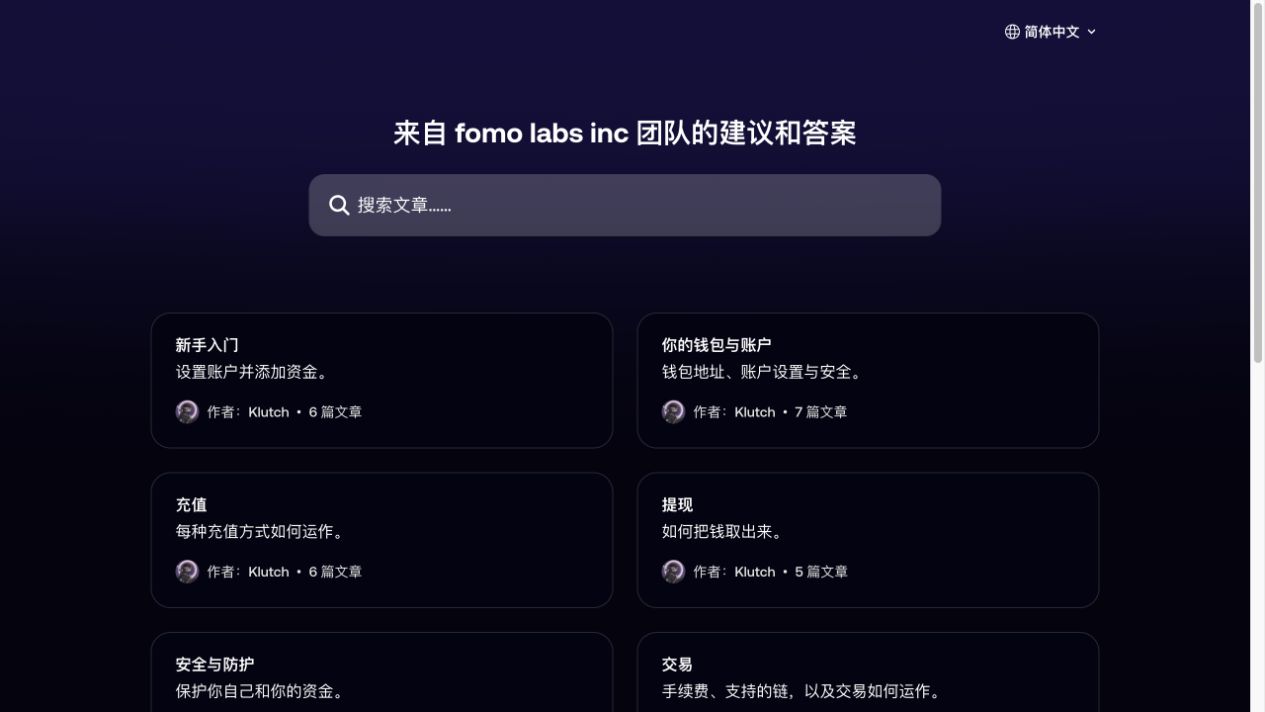 简体中文
来自 fomo labs inc 团队的建议和答案
搜索文章......
新手入门
设置账户并添加资金。
作者：Klutch • 6 篇文章
你的钱包与账户
钱包地址、账户设置与安全。
作者：Klutch • 7 篇文章
充值
每种充值方式如何运作。
作者：Klutch • 6 篇文章
提现
如何把钱取出来。
作者：Klutch • 5 篇文章
安全与防护
保护你自己和你的资金。
交易
手续费、支持的链，以及交易如何运作。